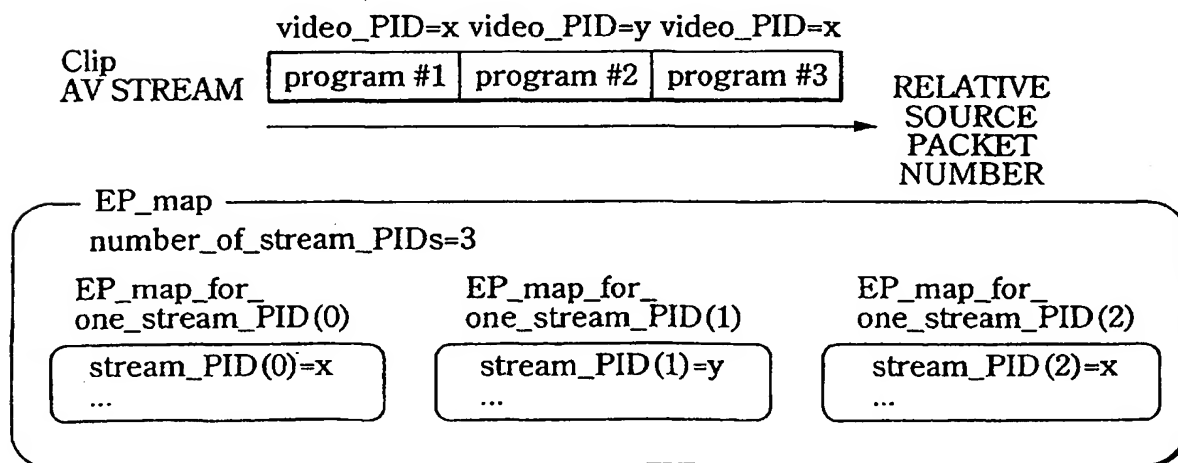 video_PID=x video_PID=y video_PID=x
Clip
AV STREAM
program #1 program #2 program #3
RELATIVE
SOURCE
PACKET
NUMBER
EP_map
number_of_stream_PIDs=3
EP_map_for_
one_stream_PID(0)
stream_PID(0)=x
...
EP_map_for_
one_stream_PID(1)
stream_PID(1)=y
...
EP_map_for_
one_stream_PID(2)
stream_PID(2)=x
...